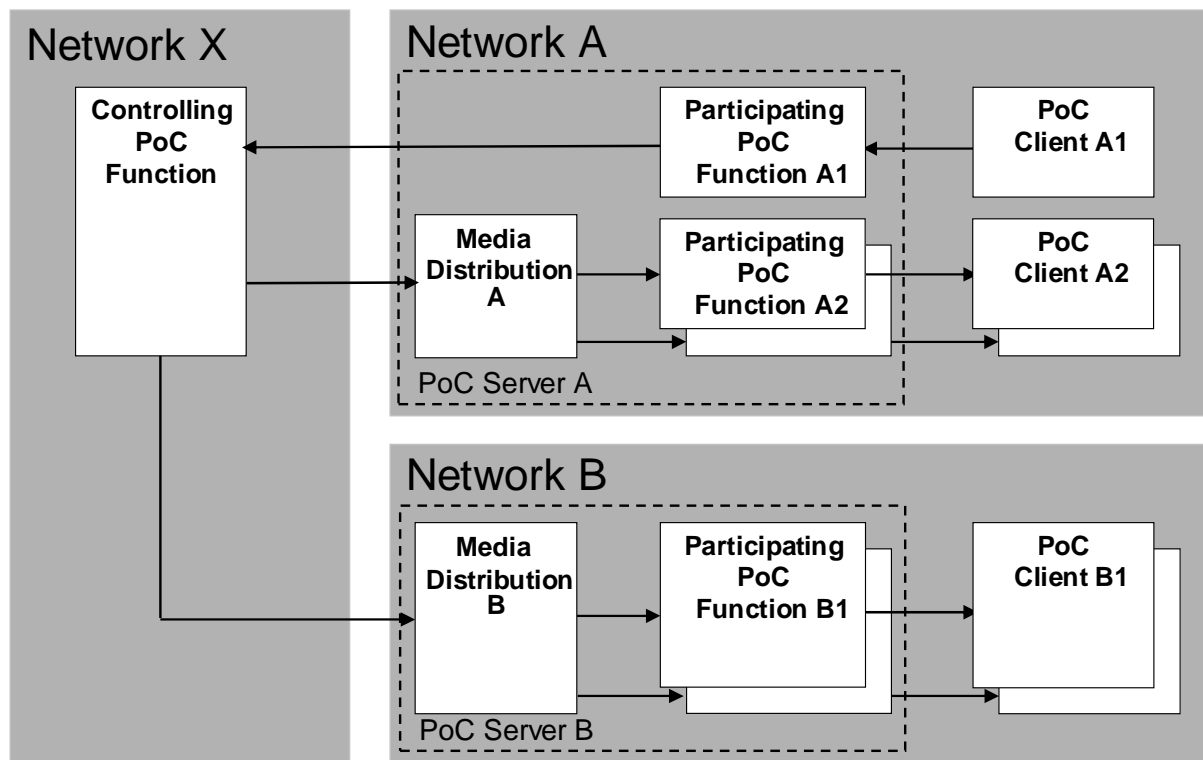 Network X
Controlling
PoC
Function
Network A
Participating
PoC
Function A1
PoC
Client A1
Media
Distribution
A
Participating
PoC
Function A2
PoC
Client A2
PoC Server A
Network B
Media
Distribution
B
Participating
PoC
Function B1
PoC
Client B1
PoC Server B